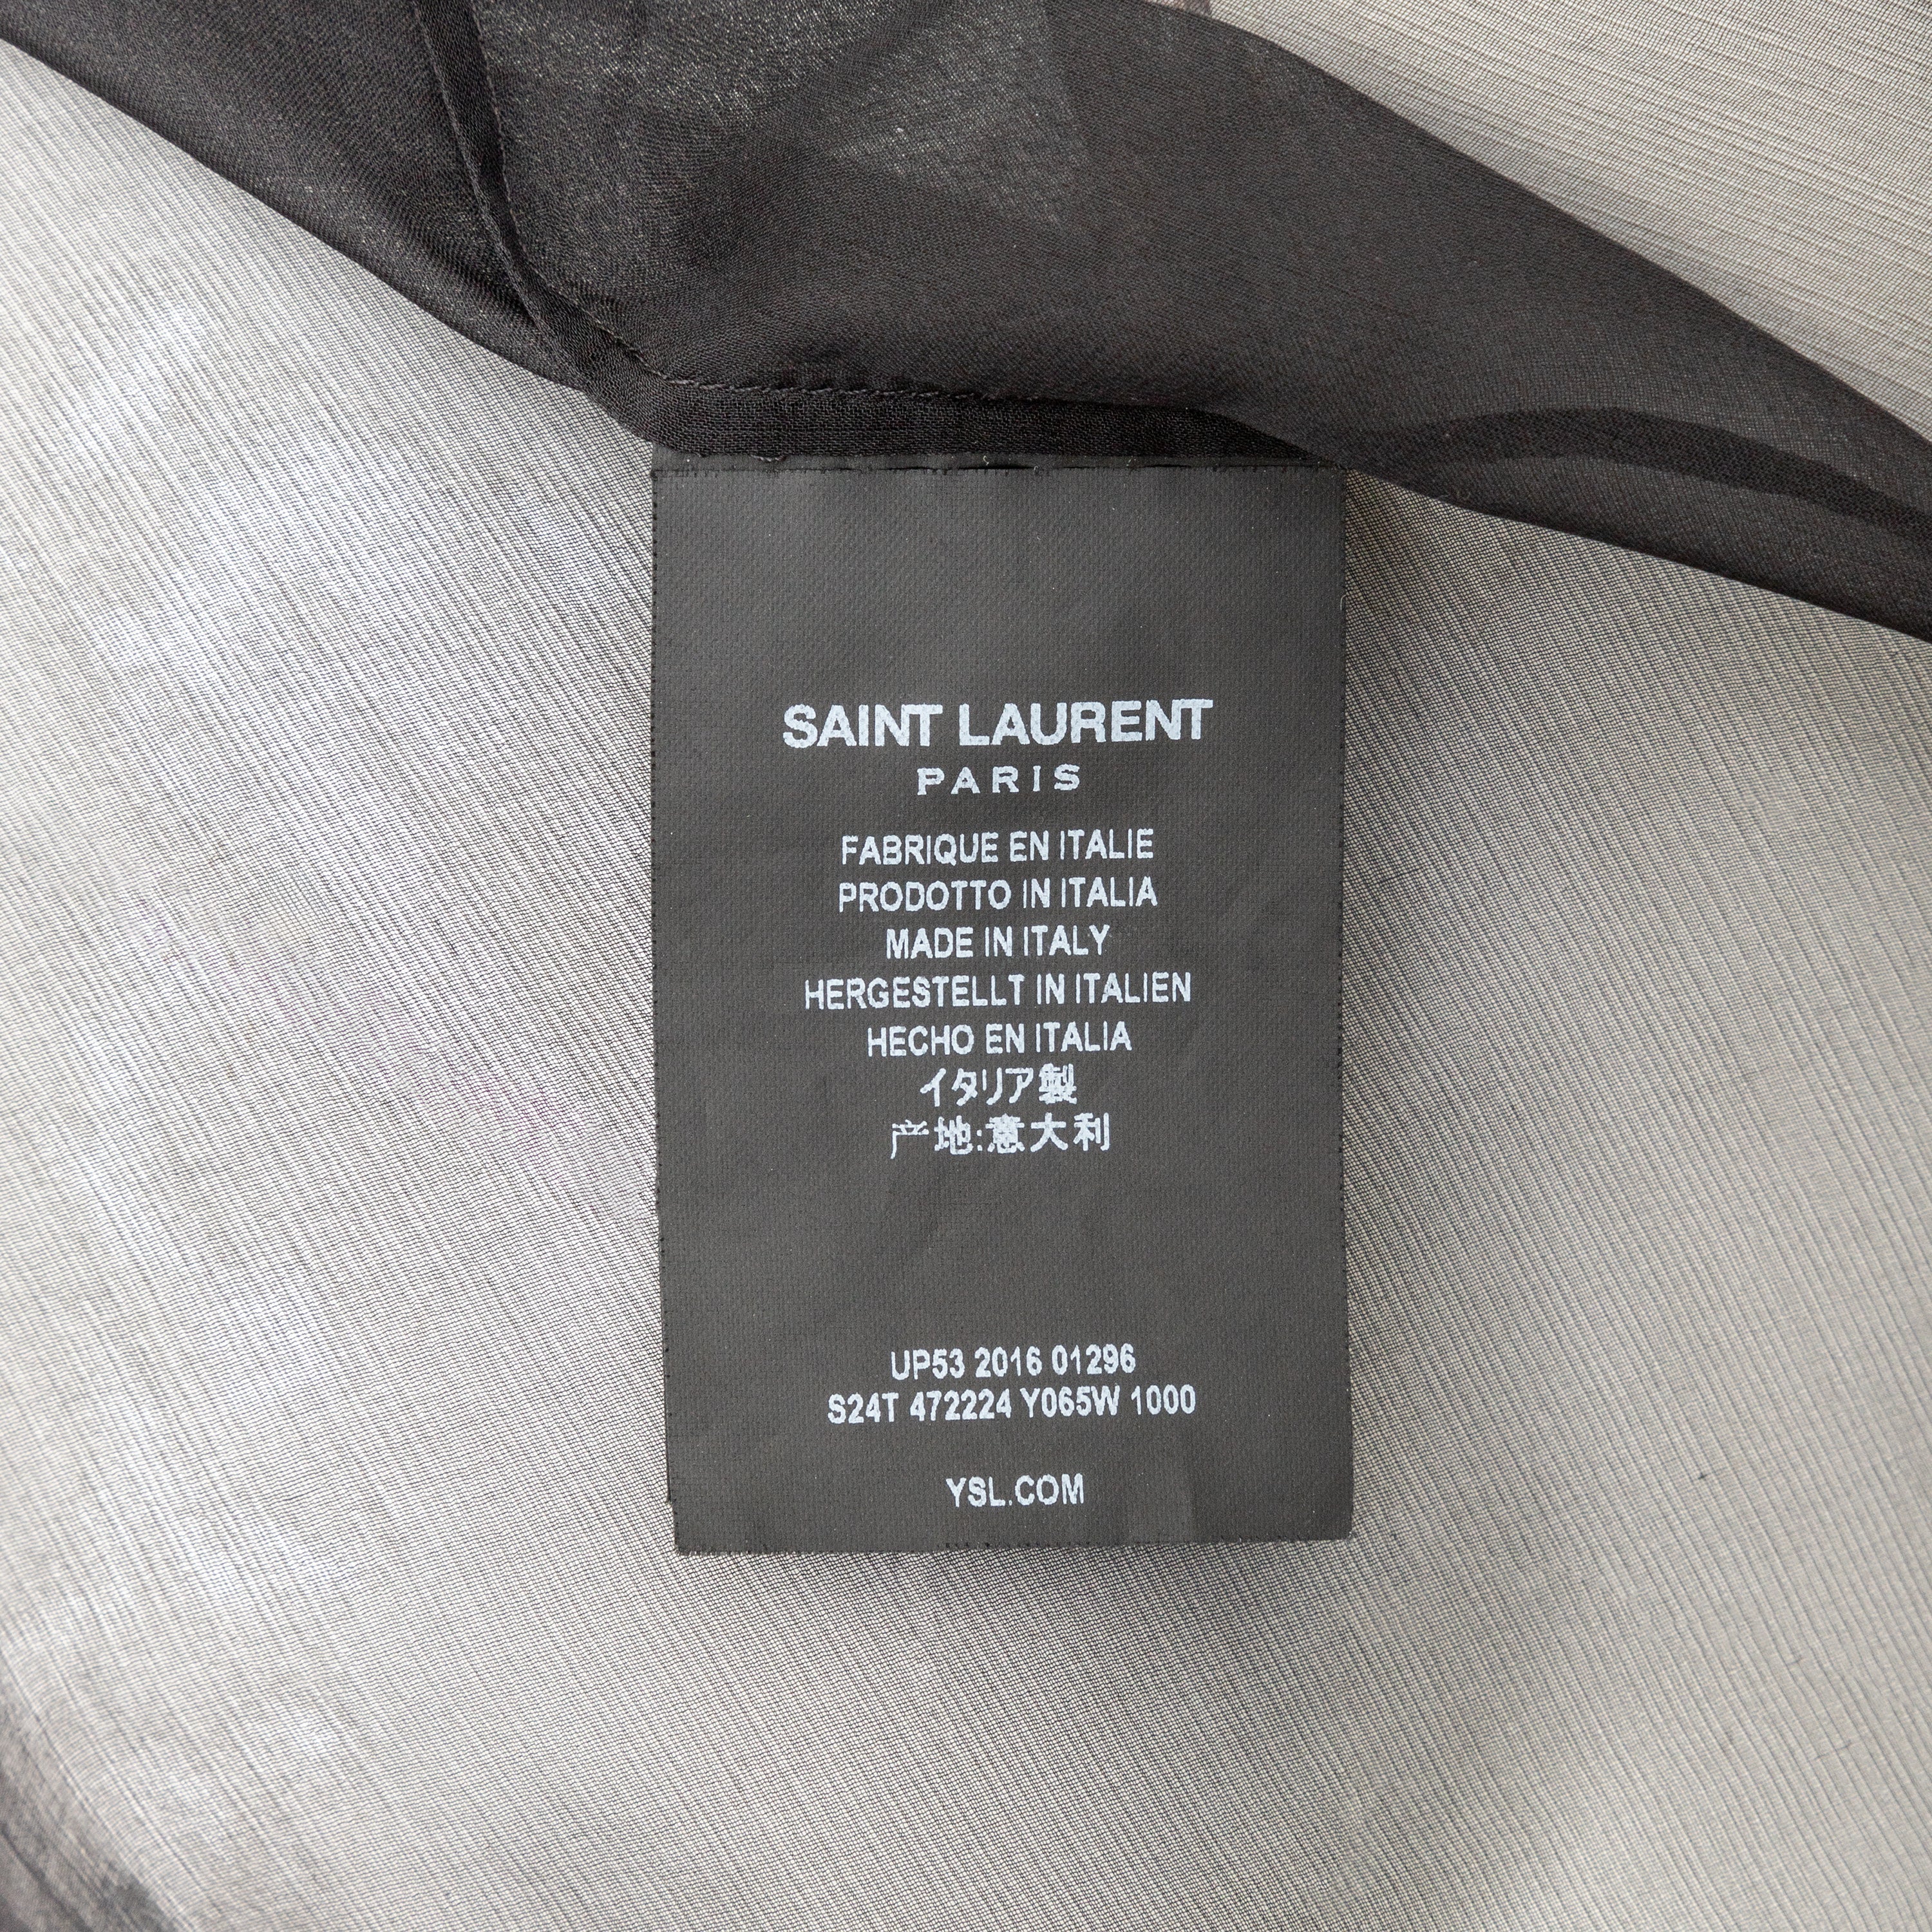 SAINT LAURENT
PARIS
FABRIQUE EN ITALIE
PRODOTTO IN ITALIA
MADE IN ITALY
HERGESTELLT IN ITALIEN
HECHO EN ITALIA
イタリア製
产地:意大利
UP53 2016 01296
S24T 472224 Y065W 1000
YSL.COM